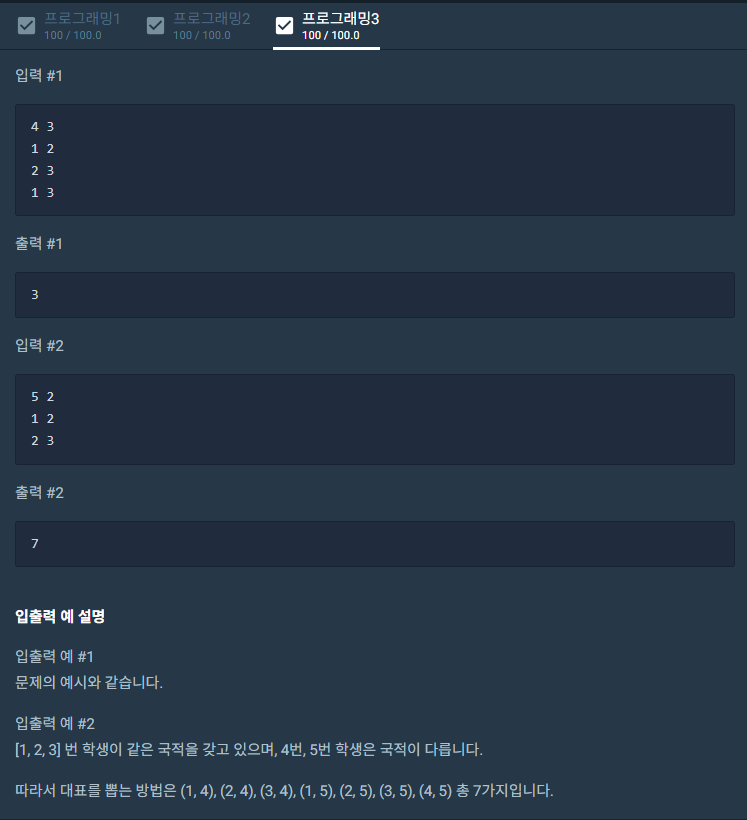 프로그래밍1
100 / 100.0
프로그래밍2
100 / 100.0
프로그래밍3
100 / 100.0
입력 #1
4 3
1 2
2 3
1 3
출력 #1
3
입력 #2
5 2
1 2
2 3
출력 #2
7
입출력 예 설명
입출력 예 #1
문제의 예시와 같습니다.
입출력 예 #2
[1, 2, 3] 번 학생이 같은 국적을 갖고 있으며, 4번, 5번 학생은 국적이 다릅니다.
따라서 대표를 뽑는 방법은 (1, 4), (2, 4), (3, 4), (1, 5), (2, 5), (3, 5), (4, 5) 총 7가지입니다.